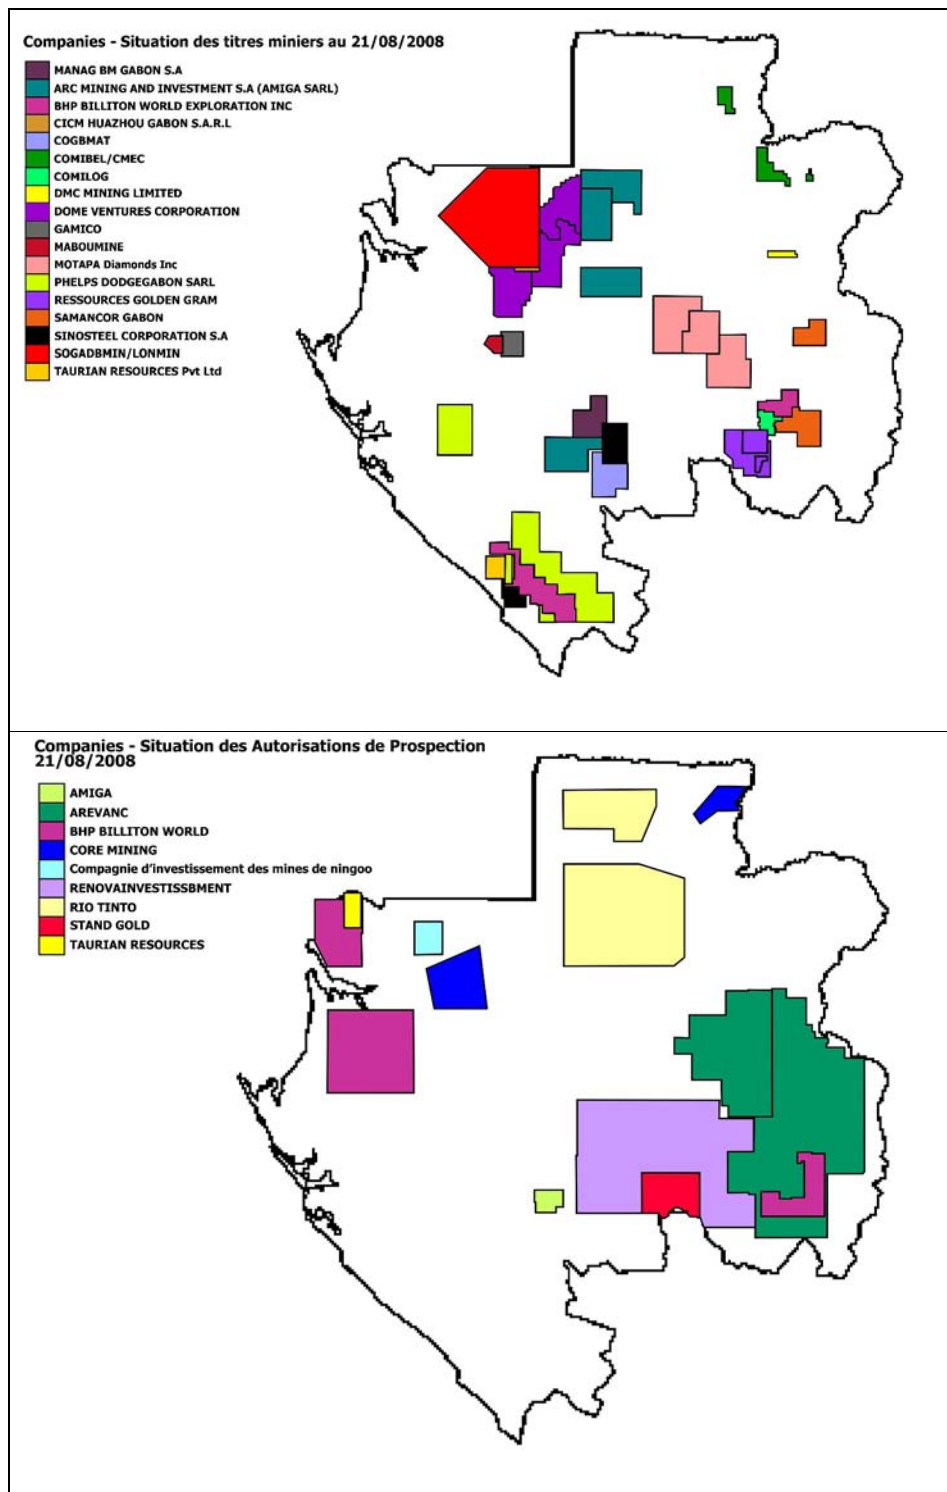 Companies - Situation des titres miniers au 21/08/2008
MANAG BM GABON S.A
ARC MINING AND INVESTMENT S.A (AMIGA SARL)
BHP BILLITON WORLD EXPLORATION INC
CICM HUAZHOU GABON S.A.R.L
COGBMAT
COMIBEL/CMEC
COMILOG
DMC MINING LIMITED
DOME VENTURES CORPORATION
GAMICO
MABOUMINE
MOTAPA Diamonds Inc
PHELPS DODGEGABON SARL
RESSOURCES GOLDEN GRAM
SAMANCOR GABON
SINOSTEEL CORPORATION S.A
SOGADBMIN/LONMIN
TAURIAN RESOURCES Pvt Ltd
Companies - Situation des Autorisations de Prospection
21/08/2008
AMIGA
AREVANC
BHP BILLITON WORLD
CORE MINING
Compagnie d'investissement des mines de ningoo
RENOVAINVESTISSBMENT
RIO TINTO
STAND GOLD
TAURIAN RESOURCES